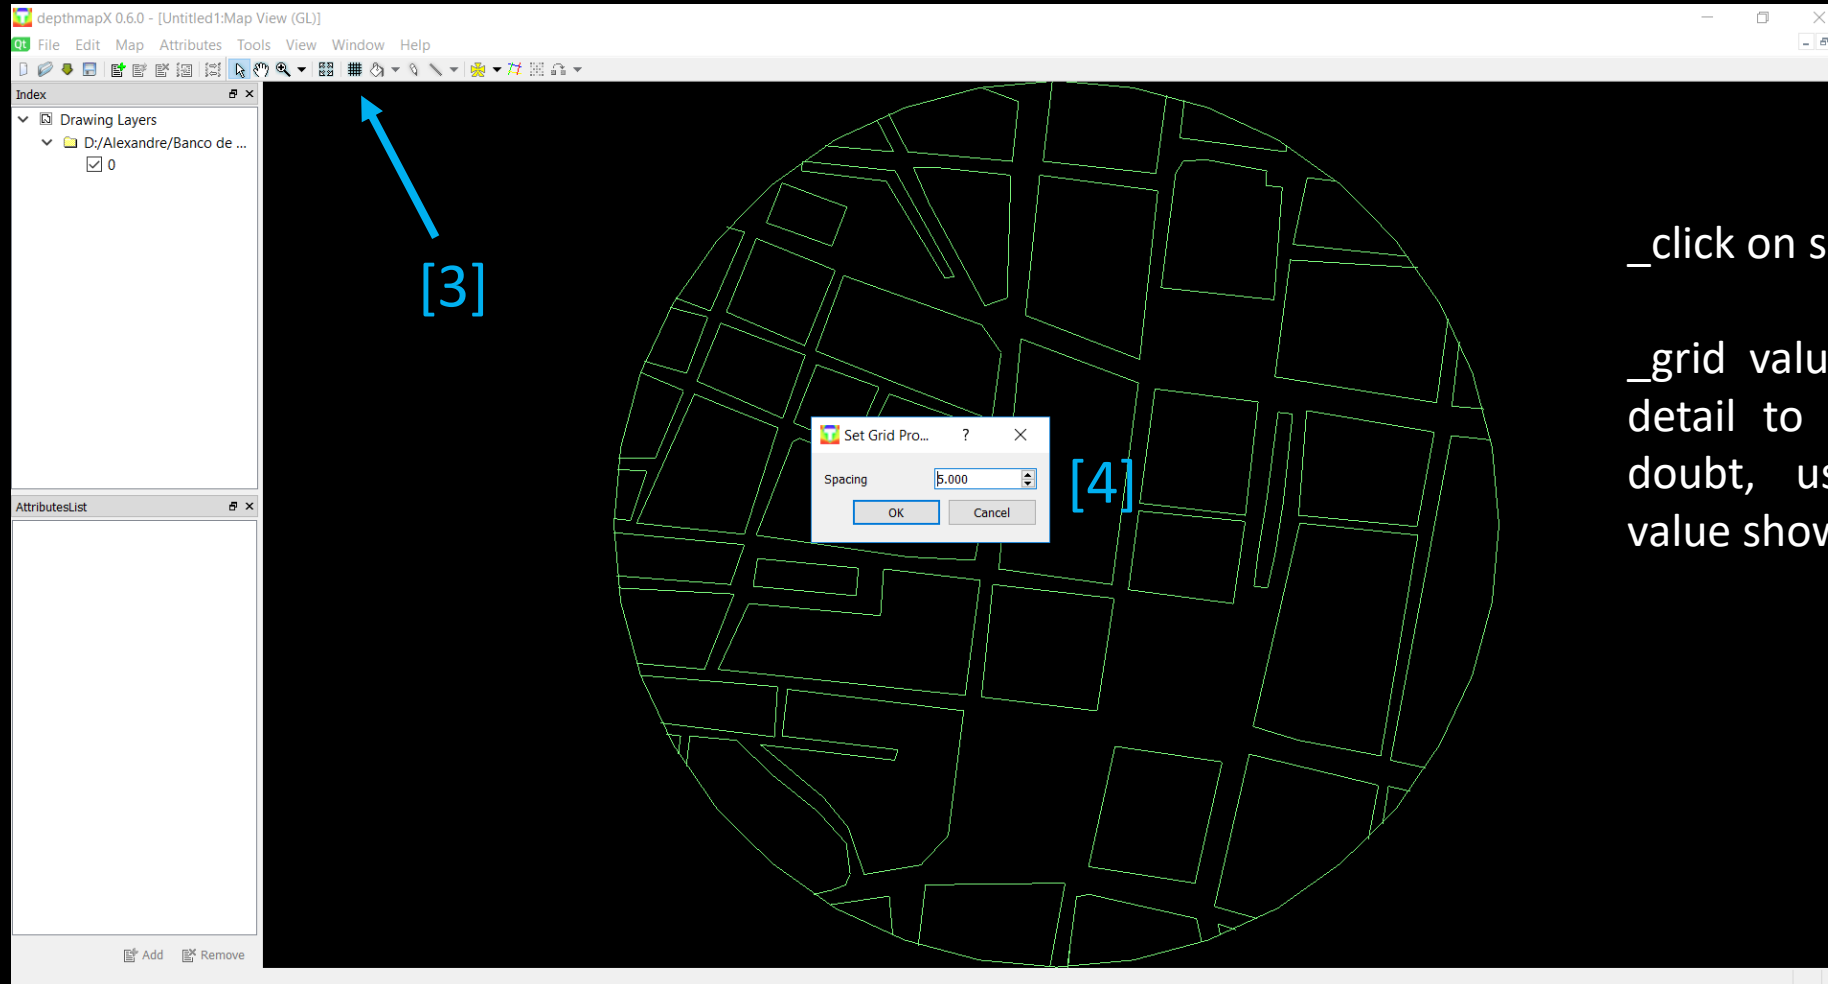 depthmapX 0.6.0 - [Untitled1:Map View (GL)]
Qt File Edit Map Attributes Tools View Window Help
Index
Drawing Layers
D:/Alexandre/Banco de ...
0
[3]
_click on s
_grid valu
detail to
doubt, us
value show
Set Grid Pro... ?
Spacing 5.000
OK Cancel
[4]
AttributesList
Add Remove